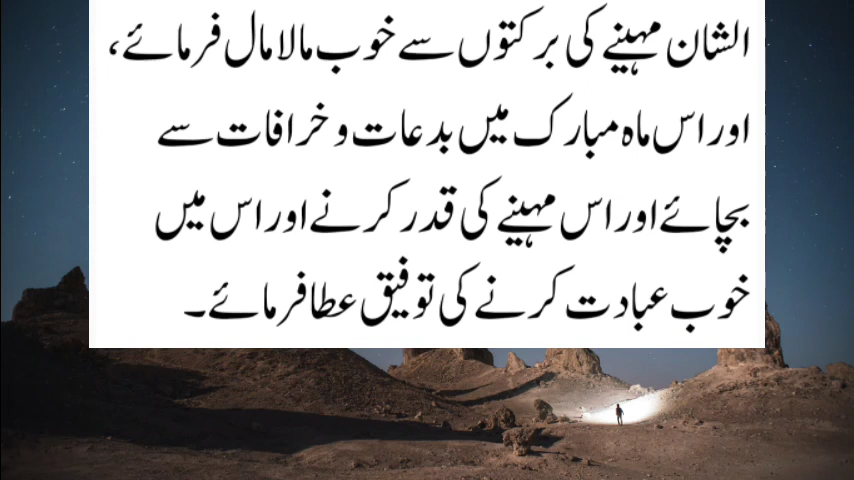 الشان مہینے کی برکتوں سے خوب مالا مال فرمائے،
اور اس ماہ مبارک میں بدعات و خرافات سے
بچائے اور اس مہینے کی قدر کرنے اور اس میں
خوب عبادت کرنے کی توفیق عطا فرمائے۔